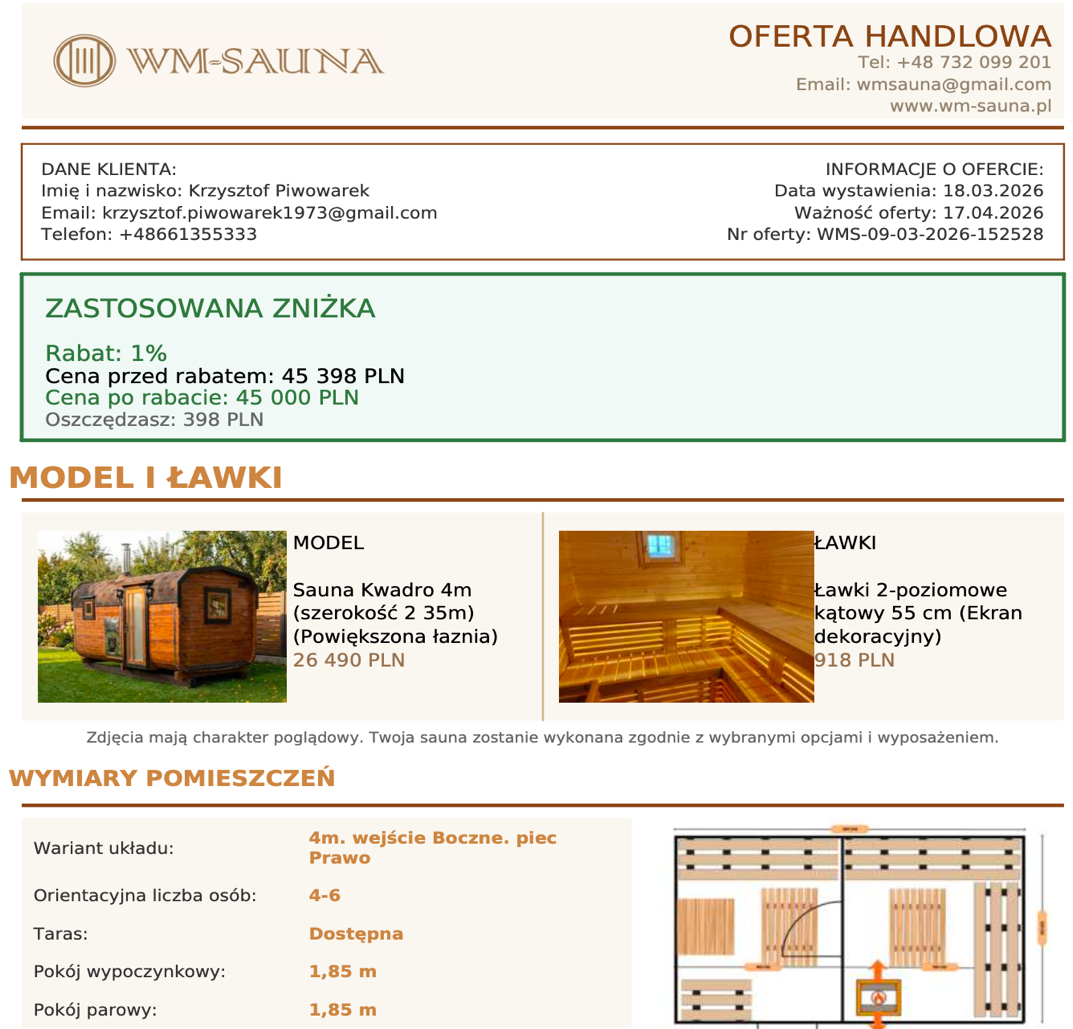 WM-SAUNA
OFERTA HANDLOWA
Tel: +48 732 099 201
Email: wmsauna@gmail.com
www.wm-sauna.pl
DANE KLIENTA:
Imię i nazwisko: Krzysztof Piwowarek
Email: krzysztof.piwowarek1973@gmail.com
Telefon: +48661355333
INFORMACJE O OFERCIE:
Data wystawienia: 18.03.2026
Ważność oferty: 17.04.2026
Nr oferty: WMS-09-03-2026-152528
ZASTOSOWANA ZNIŻKA
Rabat: 1%
Cena przed rabatem: 45 398 PLN
Cena po rabacie: 45 000 PLN
Oszczędzasz: 398 PLN
MODEL I ŁAWKI
MODEL
Sauna Kwadro 4m
(szerokość 2 35m)
(Powiększona łaznia)
26 490 PLN
ŁAWKI
Ławki 2-poziomowe
kątowy 55 cm (Ekran
dekoracyjny)
918 PLN
Zdjęcia mają charakter poglądowy. Twoja sauna zostanie wykonana zgodnie z wybranymi opcjami i wyposażeniem.
WYMIARY POMIESZCZEŃ
Wariant układu: 4m. wejście Boczne. piec
Prawo
Orientacyjna liczba osób: 4-6
Taras: Dostępna
Pokój wypoczynkowy: 1,85 m
Pokój parowy: 1,85 m